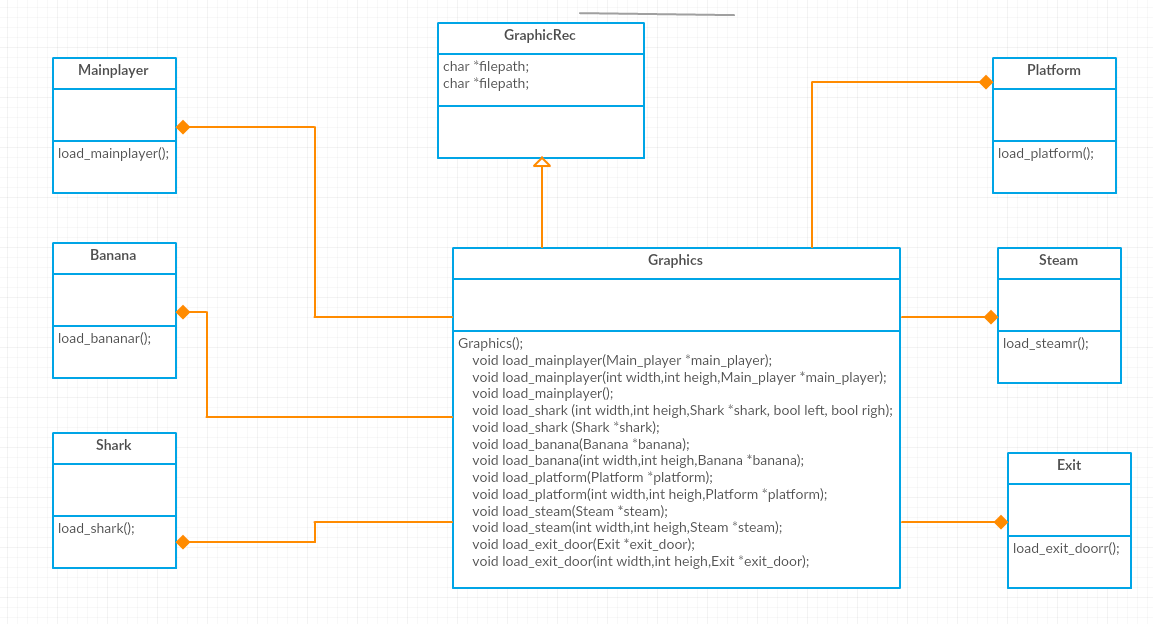 GraphicRec
char *filepath;
char *filepath;
Mainplayer
load_mainplayer();
Platform
load_platform();
Banana
load_bananar();
Graphics
Graphics();
void load_mainplayer(Main_player *main_player);
void load_mainplayer(int width,int heigh,Main_player *main_player);
void load_mainplayer();
void load_shark (int width,int heigh,Shark *shark, bool left, bool righ);
void load_shark (Shark *shark);
void load_banana(Banana *banana);
void load_banana(int width,int heigh,Banana *banana);
void load_platform(Platform *platform);
void load_platform(int width,int heigh,Platform *platform);
void load_steam(Steam *steam);
void load_steam(int width,int heigh,Steam *steam);
void load_exit_door(Exit *exit_door);
void load_exit_door(int width,int heigh,Exit *exit_door);
Steam
load_steamr();
Shark
load_shark();
Exit
load_exit_doorr();